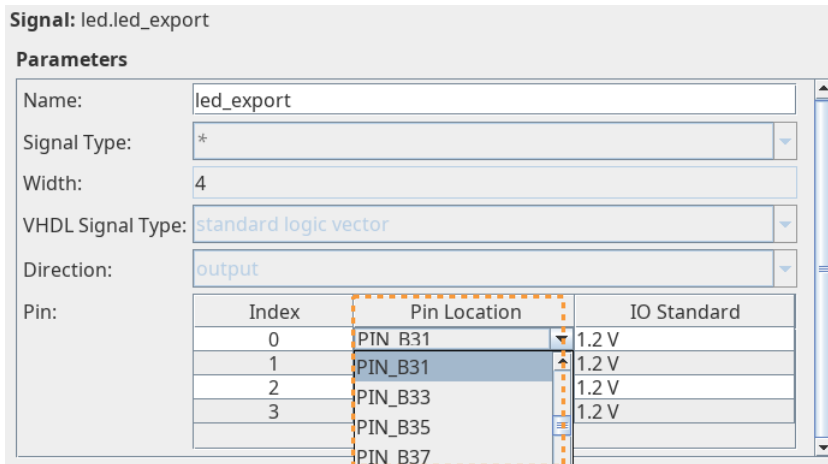 Signal: led.led_export
Parameters
Name: led_export
Signal Type: *
Width: 4
VHDL Signal Type: standard logic vector
Direction: output
Pin: Index Pin Location IO Standard
0 PIN_B31 1.2 V
1 PIN_B31 1.2 V
2 PIN_B33 1.2 V
3 PIN_B35 1.2 V
PIN_B37